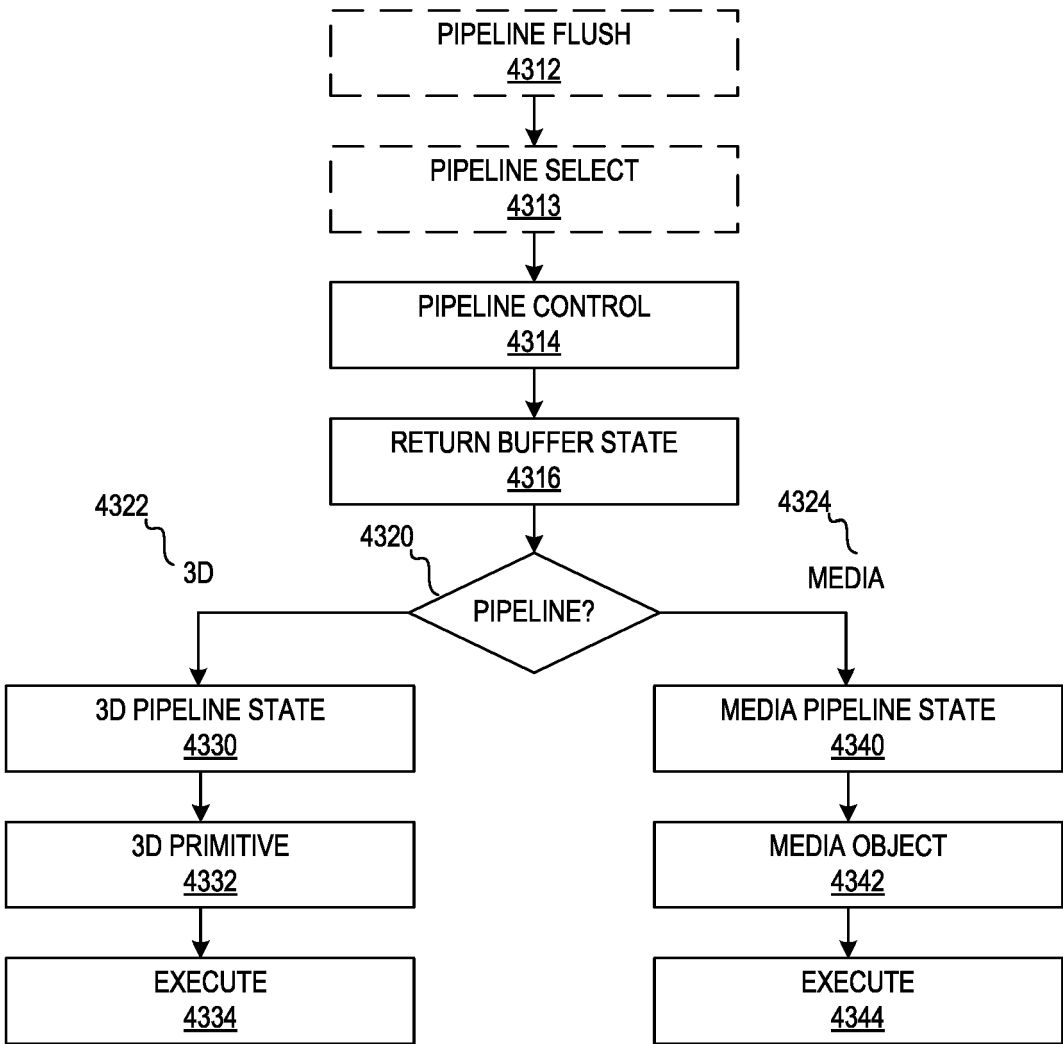 PIPELINE FLUSH
4312
PIPELINE SELECT
4313
PIPELINE CONTROL
4314
RETURN BUFFER STATE
4316
4322
3D
4320
4324
MEDIA
PIPELINE?
3D PIPELINE STATE
4330
MEDIA PIPELINE STATE
4340
3D PRIMITIVE
4332
MEDIA OBJECT
4342
EXECUTE
4334
EXECUTE
4344